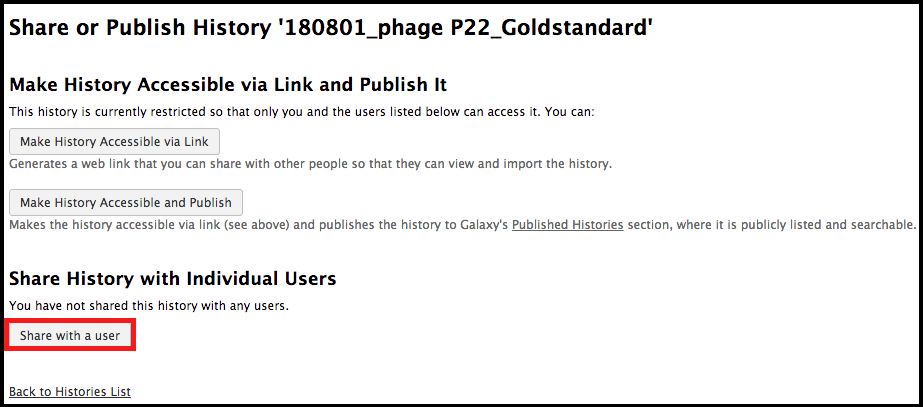 Share or Publish History '180801_phage P22_Goldstandard'
Make History Accessible via Link and Publish It
This history is currently restricted so that only you and the users listed below can access it. You can:
Make History Accessible via Link
Generates a web link that you can share with other people so that they can view and import the history.
Make History Accessible and Publish
Makes the history accessible via link (see above) and publishes the history to Galaxy's Published Histories section, where it is publicly listed and searchable.
Share History with Individual Users
You have not shared this history with any users.
Share with a user
Back to Histories List